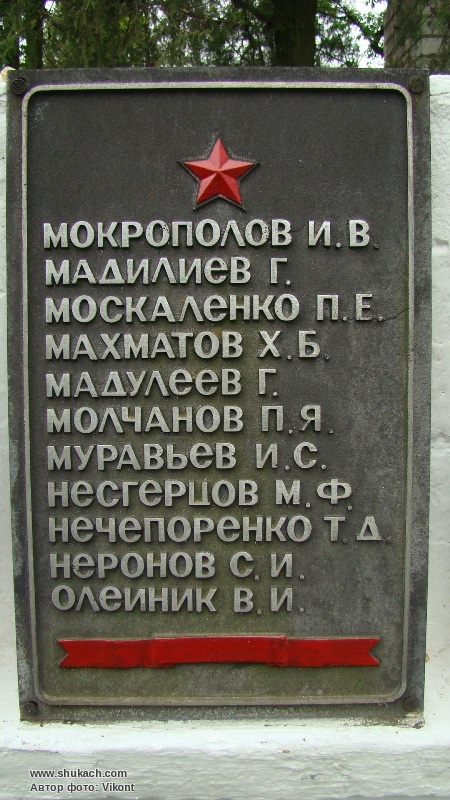 МОКРОПОЛОВ И.В.
МАДИЛИЕВ Г.
МОСКАЛЕНКО П.Е.
МАХМАТОВ Х.Б.
МАДУЛЕЕВ Г.
МОЛЧАНОВ П.Я.
МУРАВЬЕВ И.С.
НЕСГЕРЦОВ М.Ф.
НЕЧЕПОРЕНКО Т.Д.
НЕРОНОВ С.И.
ОЛЕИНИК В.И.
www.shukach.com
Автор фото: Vikont